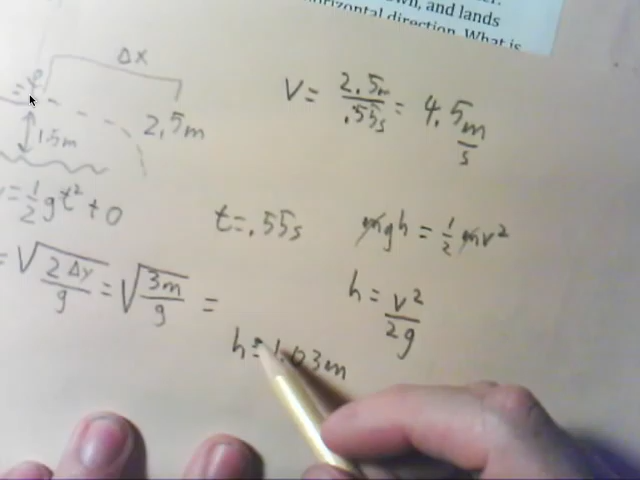 and lands
horizontal direction. What is
Δx
2.5m
1.5m
V = 2.5m/.55s = 4.5 m/s
= 1/2 gt² + 0
t = .55s
mgh = 1/2 mv²
= √(2Δy/g) = √(3m/g) =
h = v²/2g
h = 1.03m